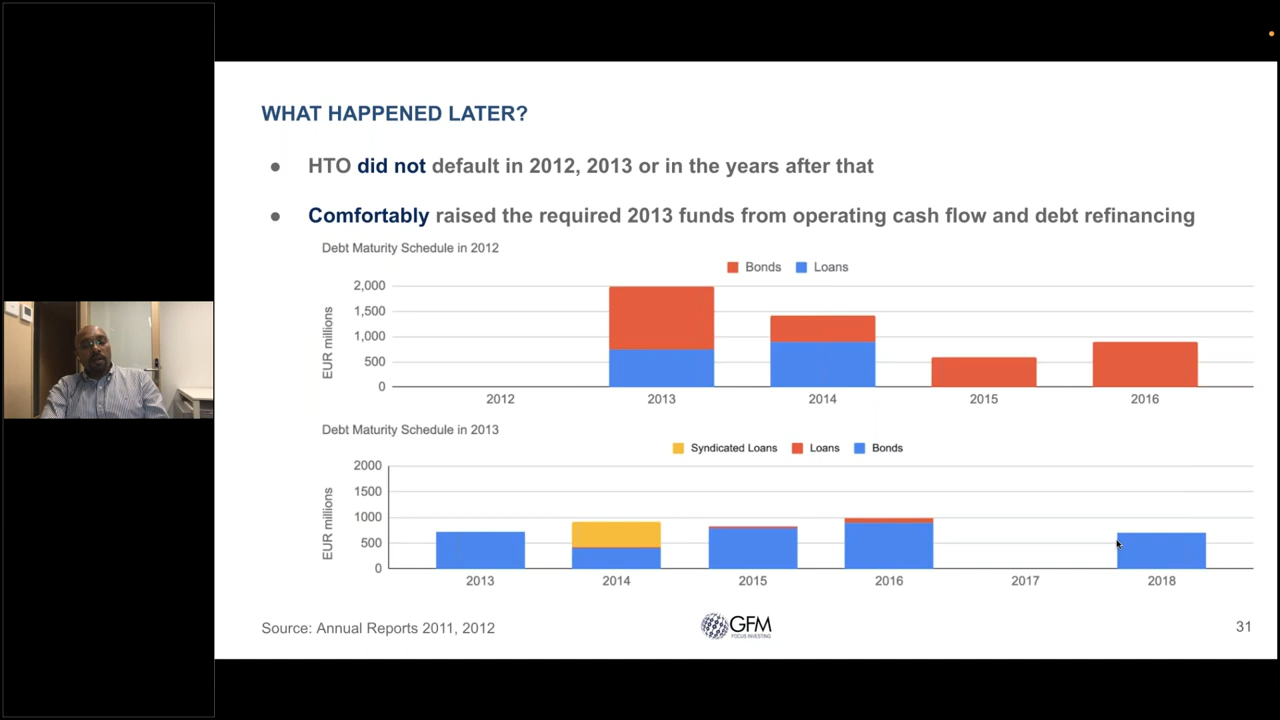 WHAT HAPPENED LATER?
● HTO did not default in 2012, 2013 or in the years after that
● Comfortably raised the required 2013 funds from operating cash flow and debt refinancing
Debt Maturity Schedule in 2012
Bonds Loans
EUR millions
2,000
1,500
1,000
500
0
2012 2013 2014 2015 2016
Debt Maturity Schedule in 2013
Syndicated Loans Loans Bonds
EUR millions
2000
1500
1000
500
0
2013 2014 2015 2016 2017 2018
Source: Annual Reports 2011, 2012
GFM
FOCUS INVESTING
31